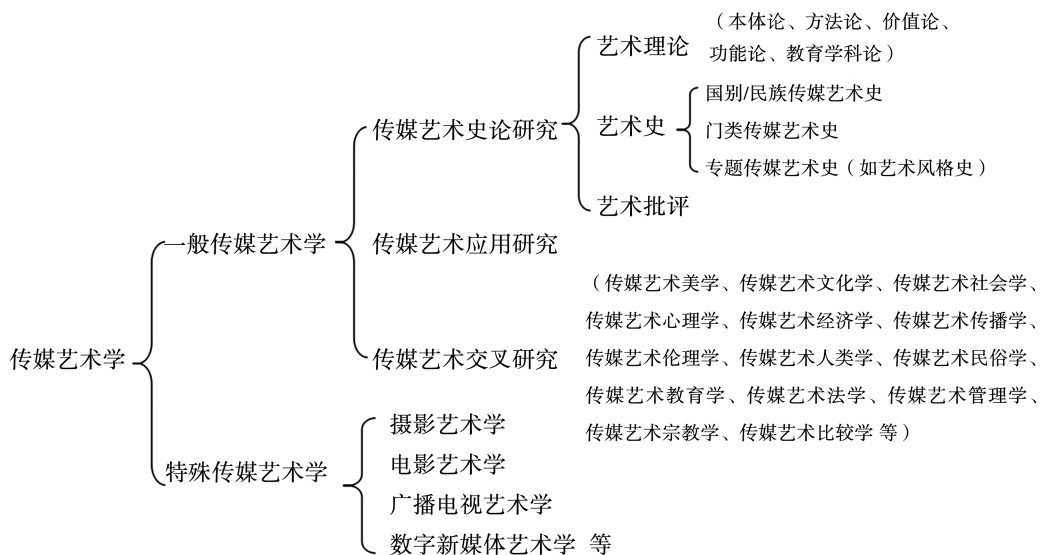 传媒艺术学
一般传媒艺术学
传媒艺术史论研究
艺术理论
（本体论、方法论、价值论、
功能论、教育学科论）
艺术史
国别/民族传媒艺术史
门类传媒艺术史
专题传媒艺术史（如艺术风格史）
艺术批评
传媒艺术应用研究
传媒艺术交叉研究
（传媒艺术美学、传媒艺术文化学、传媒艺术社会学、
传媒艺术心理学、传媒艺术经济学、传媒艺术传播学、
传媒艺术伦理学、传媒艺术人类学、传媒艺术民俗学、
传媒艺术教育学、传媒艺术法学、传媒艺术管理学、
传媒艺术宗教学、传媒艺术比较学 等）
特殊传媒艺术学
摄影艺术学
电影艺术学
广播电视艺术学
数字新媒体艺术学 等